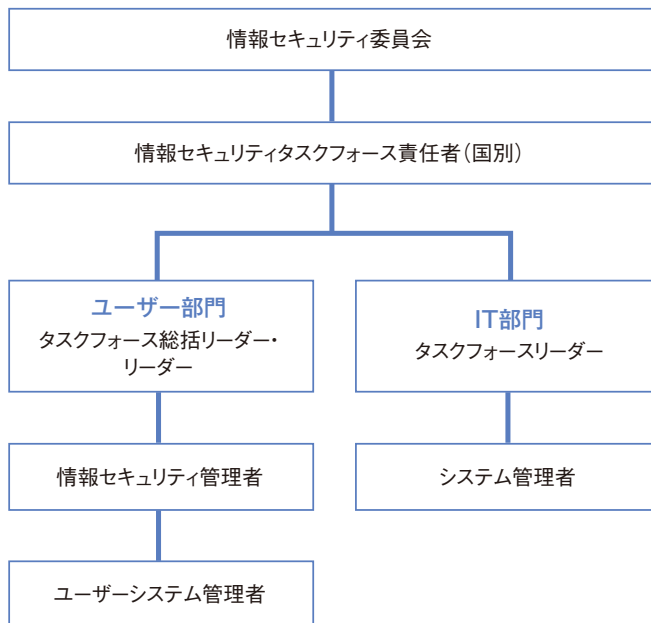 情報セキュリティ委員会
情報セキュリティタスクフォース責任者（国別）
ユーザー部門
タスクフォース総括リーダー・
リーダー
IT部門
タスクフォースリーダー
情報セキュリティ管理者
システム管理者
ユーザーシステム管理者